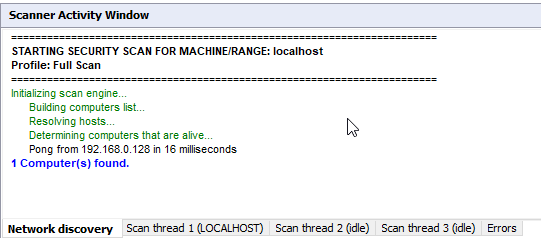 Scanner Activity Window
================================================================
STARTING SECURITY SCAN FOR MACHINE/RANGE: localhost
Profile: Full Scan
================================================================
Initializing scan engine...
Building computers list...
Resolving hosts...
Determining computers that are alive...
Pong from 192.168.0.128 in 16 milliseconds
1 Computer(s) found.
Network discovery Scan thread 1 (LOCALHOST) Scan thread 2 (idle) Scan thread 3 (idle) Errors